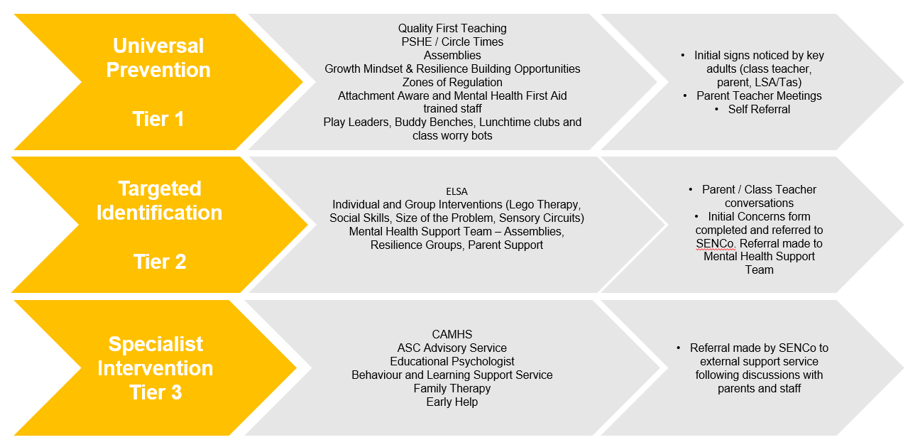 Universal
Prevention
Tier 1
Quality First Teaching
PSHE / Circle Times
Assemblies
Growth Mindset & Resilience Building Opportunities
Zones of Regulation
Attachment Aware and Mental Health First Aid
trained staff
Play Leaders, Buddy Benches, Lunchtime clubs and
class worry bots
• Initial signs noticed by key
adults (class teacher,
parent, LSA/Tas)
• Parent Teacher Meetings
• Self Referral
Targeted
Identification
Tier 2
ELSA
Individual and Group Interventions (Lego Therapy,
Social Skills, Size of the Problem, Sensory Circuits)
Mental Health Support Team – Assemblies,
Resilience Groups, Parent Support
• Parent / Class Teacher
conversations
• Initial Concerns form
completed and referred to
SENCo. Referral made to
Mental Health Support
Team
Specialist
Intervention
Tier 3
CAMHS
ASC Advisory Service
Educational Psychologist
Behaviour and Learning Support Service
Family Therapy
Early Help
• Referral made by SENCo to
external support service
following discussions with
parents and staff